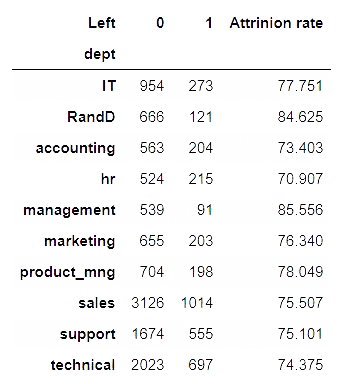 Left 0 1 Attrinion rate
dept
IT 954 273 77.751
RandD 666 121 84.625
accounting 563 204 73.403
hr 524 215 70.907
management 539 91 85.556
marketing 655 203 76.340
product_mng 704 198 78.049
sales 3126 1014 75.507
support 1674 555 75.101
technical 2023 697 74.375